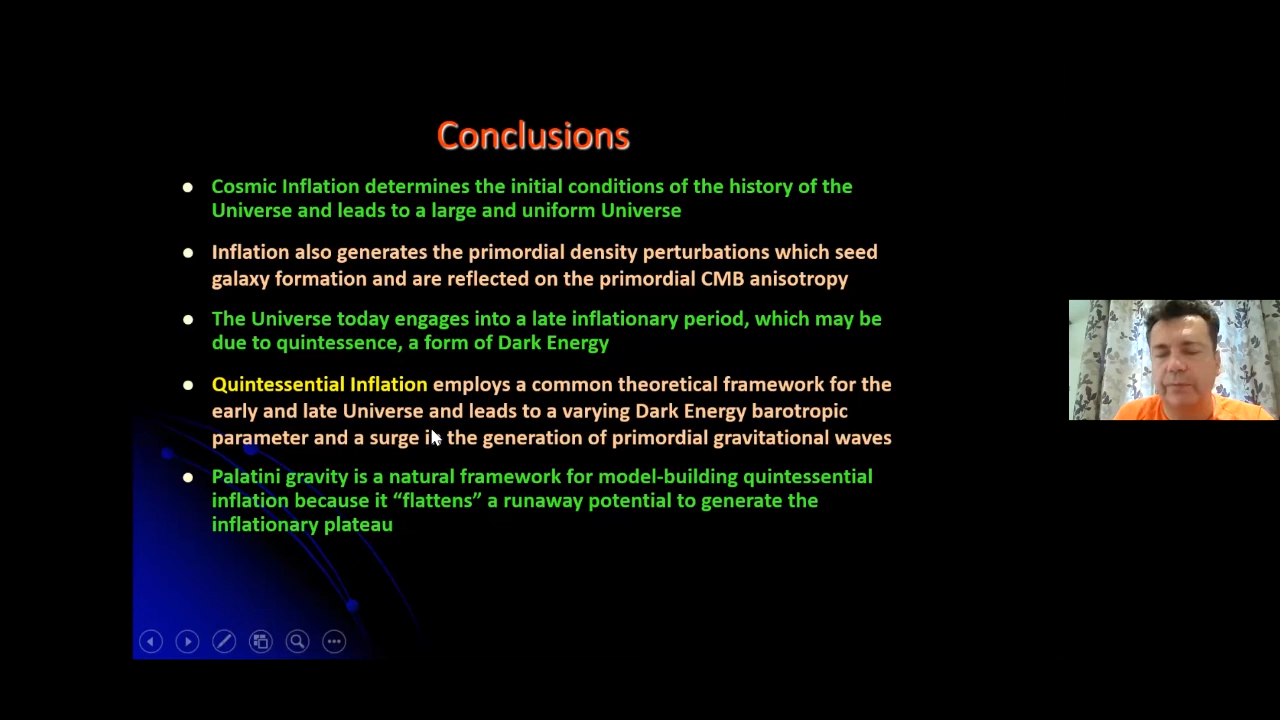 Conclusions
● Cosmic Inflation determines the initial conditions of the history of the
Universe and leads to a large and uniform Universe
● Inflation also generates the primordial density perturbations which seed
galaxy formation and are reflected on the primordial CMB anisotropy
● The Universe today engages into a late inflationary period, which may be
due to quintessence, a form of Dark Energy
● Quintessential Inflation employs a common theoretical framework for the
early and late Universe and leads to a varying Dark Energy barotropic
parameter and a surge in the generation of primordial gravitational waves
● Palatini gravity is a natural framework for model-building quintessential
inflation because it “flattens” a runaway potential to generate the
inflationary plateau